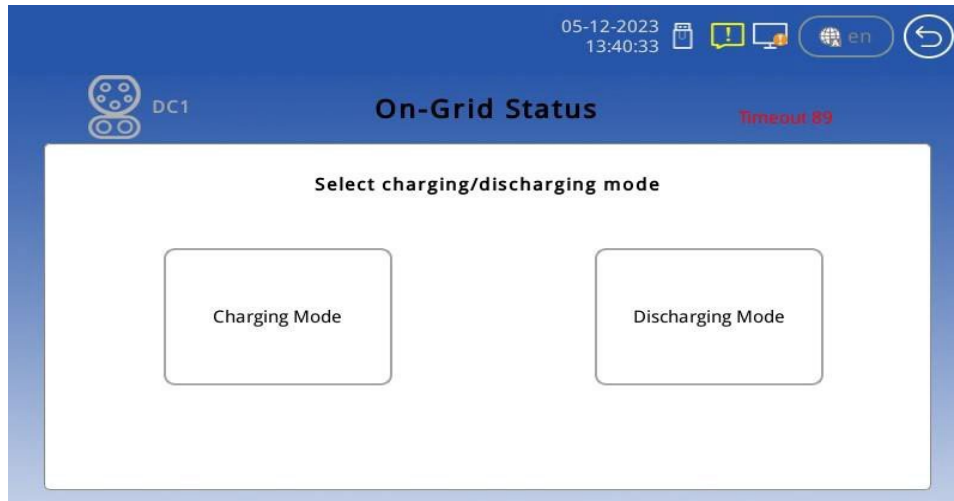 05-12-2023
13:40:33
en
DC1
On-Grid Status
Timeout 89
Select charging/discharging mode
Charging Mode
Discharging Mode